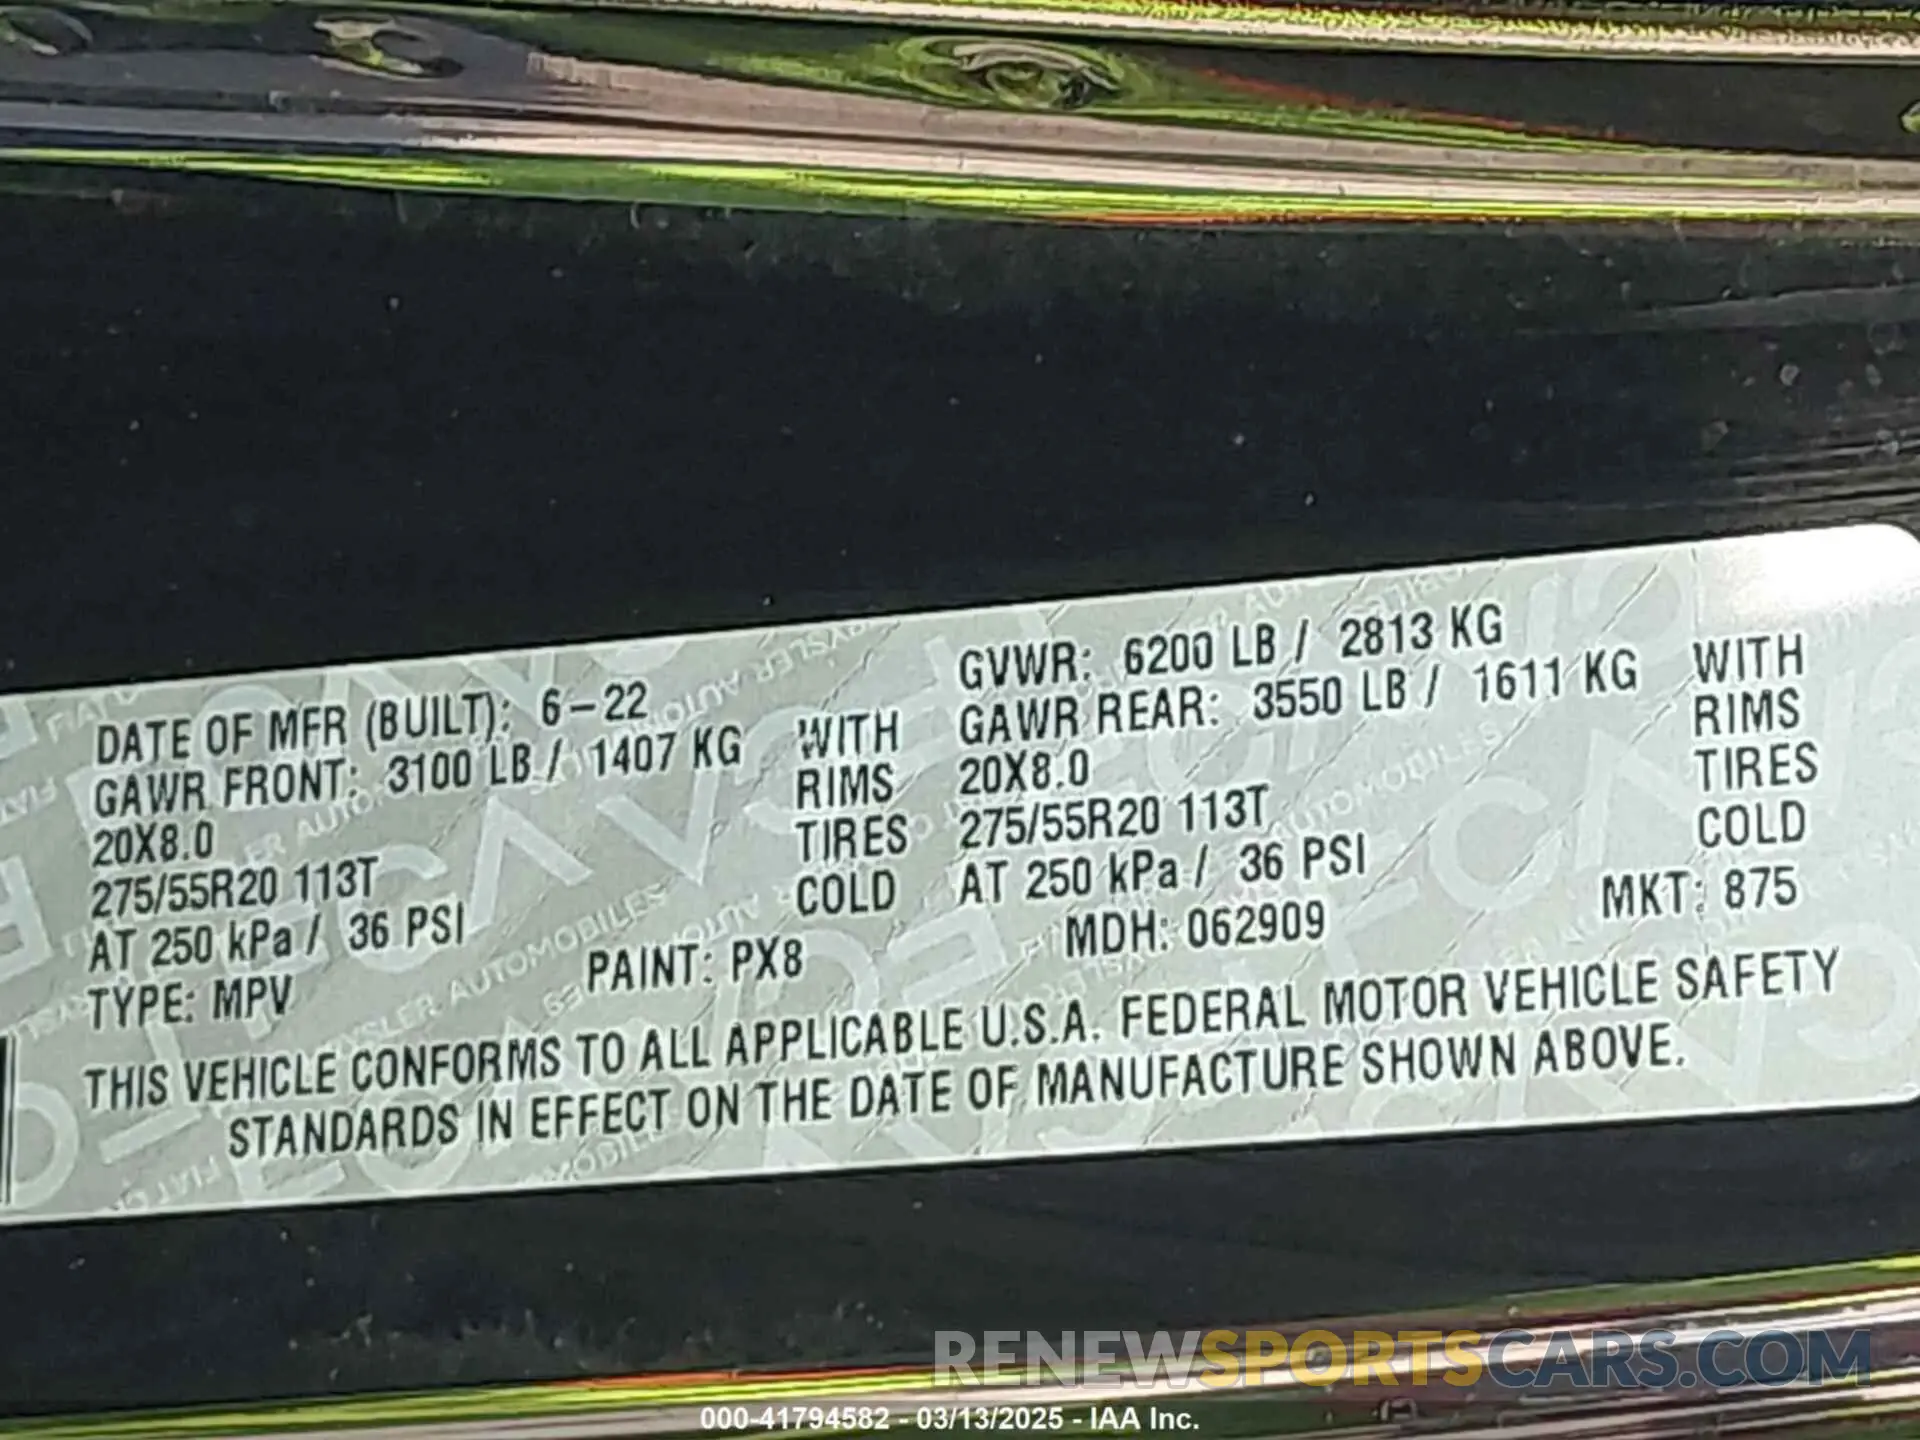 DATE OF MFR (BUILT): 6-22 GVWR: 6200 LB / 2813 KG
GAWR FRONT: 3100 LB / 1407 KG WITH GAWR REAR: 3550 LB / 1611 KG WITH
20X8.0 RIMS 20X8.0 RIMS
275/55R20 113T TIRES 275/55R20 113T TIRES
AT 250 kPa / 36 PSI COLD AT 250 kPa / 36 PSI COLD
TYPE: MPV PAINT: PX8 MDH: 062909 MKT: 875
THIS VEHICLE CONFORMS TO ALL APPLICABLE U.S.A. FEDERAL MOTOR VEHICLE SAFETY
STANDARDS IN EFFECT ON THE DATE OF MANUFACTURE SHOWN ABOVE.
RENEWSPORTSCARS.COM
000-41794582 - 03/13/2025 - IAA Inc.